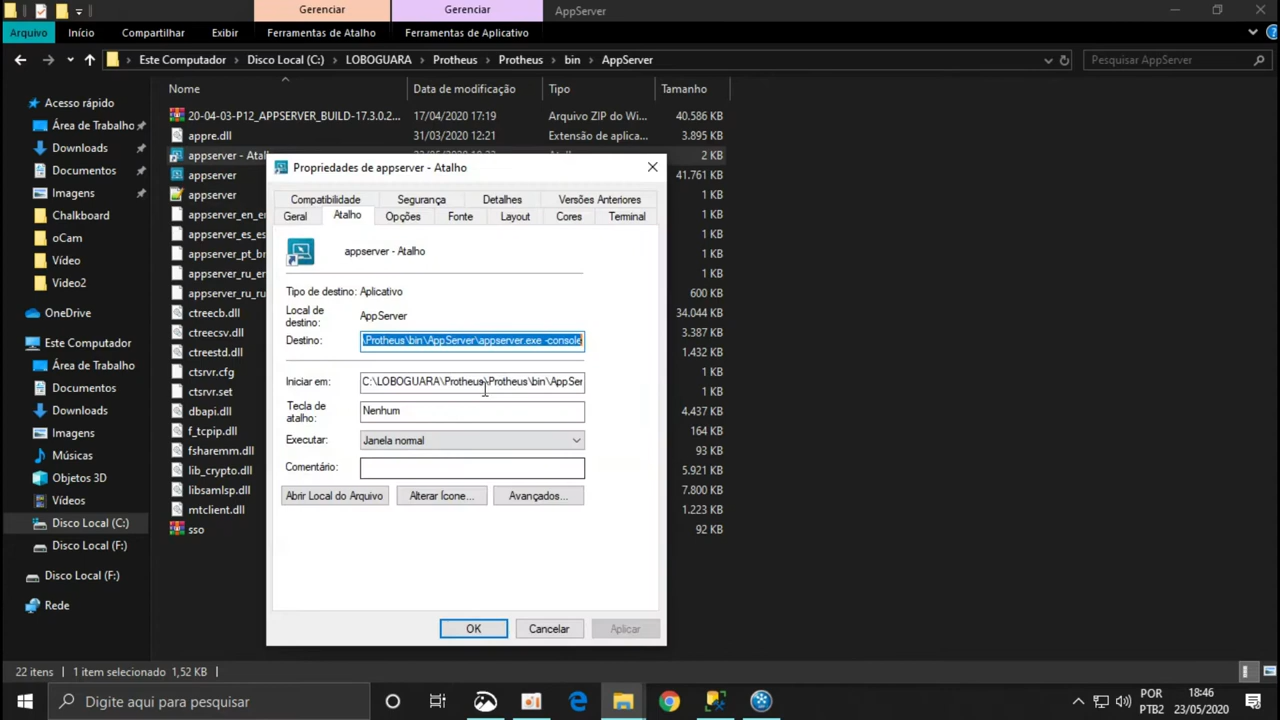 Gerenciar
Gerenciar
AppServer
Arquivo
Início
Compartilhar
Exibir
Ferramentas de Atalho
Ferramentas de Aplicativo
Este Computador
Disco Local (C:)
LOBOGUARA
Protheus
Protheus
bin
AppServer
Pesquisar AppServer
Nome
Data de modificação
Tipo
Tamanho
Acesso rápido
Área de Trabalho
Downloads
Documentos
Imagens
Chalkboard
oCam
Vídeo
Video2
OneDrive
Este Computador
Área de Trabalho
Documentos
Downloads
Imagens
Músicas
Objetos 3D
Vídeos
Disco Local (C:)
Disco Local (F:)
Disco Local (F:)
Rede
20-04-03-P12_APPSERVER_BUILD-17.3.0.2... 17/04/2020 17:19 Arquivo ZIP do Wi... 40.586 KB
appre.dll 31/03/2020 12:21 Extensão de aplica... 3.895 KB
appserver - Atal 2 KB
appserver 41.761 KB
appserver 1 KB
appserver_en_e 1 KB
appserver_es_es 1 KB
appserver_pt_br 1 KB
appserver_ru_r 1 KB
appserver_ru_ru 600 KB
ctreecb.dll 34.044 KB
ctreecsv.dll 3.387 KB
ctreestd.dll 1.432 KB
ctsrvr.cfg 1 KB
ctsrvr.set 1 KB
dbapi.dll 4.437 KB
f_tcpip.dll 164 KB
fsharemm.dll 93 KB
lib_crypto.dll 5.921 KB
libsamlsp.dll 7.800 KB
mtclient.dll 1.223 KB
sso 92 KB
Propriedades de appserver - Atalho
Compatibilidade
Segurança
Detalhes
Versões Anteriores
Geral
Atalho
Opções
Fonte
Layout
Cores
Terminal
appserver - Atalho
Tipo de destino: Aplicativo
Local de
destino: AppServer
Destino: \Protheus\bin\AppServer\appserver.exe -console
Iniciar em: C:\LOBOGUARA\Protheus\Protheus\bin\AppSer
Tecla de
atalho: Nenhum
Executar: Janela normal
Comentário:
Abrir Local do Arquivo
Alterar Ícone...
Avançados...
OK
Cancelar
Aplicar
22 itens
1 item selecionado 1,52 KB
Digite aqui para pesquisar
POR
PTB2
18:46
23/05/2020